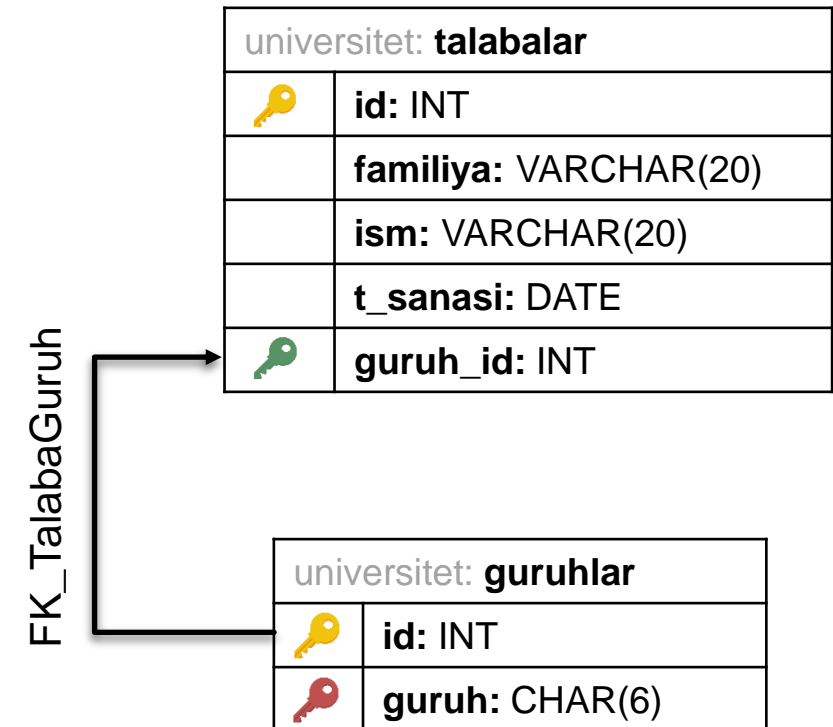 universitet: talabalar
id: INT
familiya: VARCHAR(20)
ism: VARCHAR(20)
t_sanasi: DATE
guruh_id: INT
FK_TalabaGuruh
universitet: guruhlar
id: INT
guruh: CHAR(6)